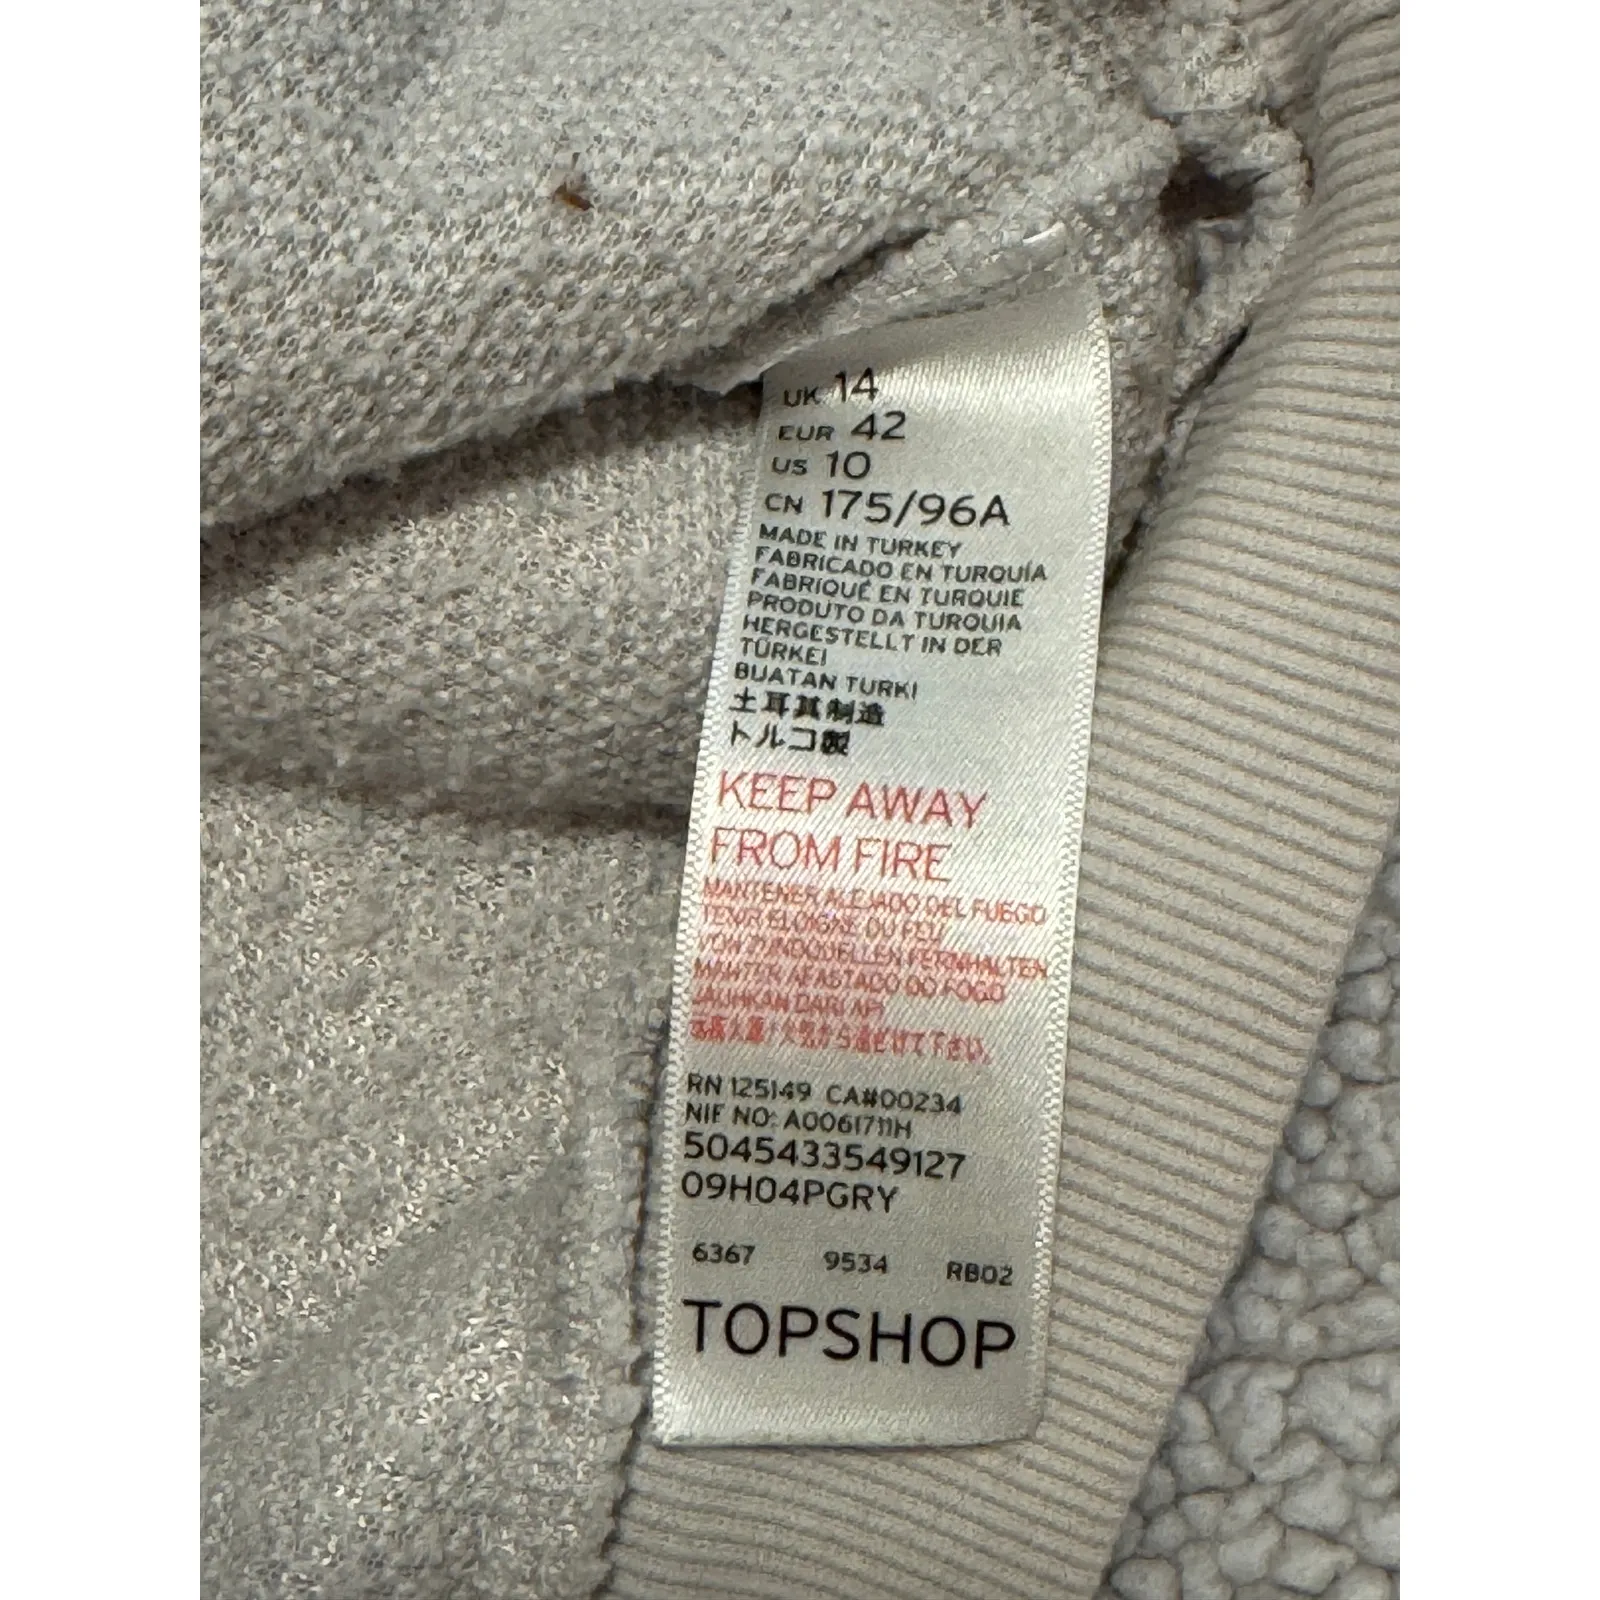 UK 14
EUR 42
US 10
CN 175/96A
MADE IN TURKEY
FABRICADO EN TURQUÍA
FABRIQUÉ EN TURQUIE
PRODUTO DA TURQUIA
HERGESTELLT IN DER
TÜRKEI
BUATAN TURKI
土耳其制造
トルコ製
KEEP AWAY
FROM FIRE
MANTENER ALEJADO DEL FUEGO
TENIR ELOIGNE DU FEU
VON ZUNDQUELLEN FERNHALTEN
MANTER AFASTADO DO FOGO
JAUHKAN DARI API
RN 125149 CA#00234
NIF NO: A0061711H
5045433549127
09H04PGRY
6367 9534 RB02
TOPSHOP